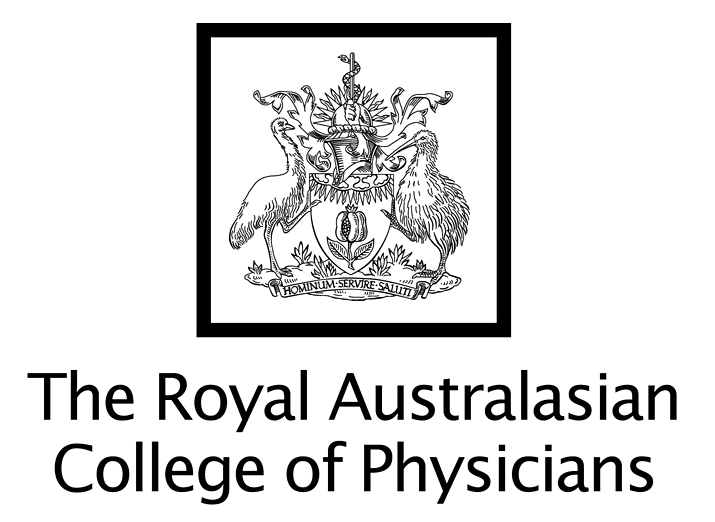 HOMINUM·SERVIRE·SALUTI
The Royal Australasian
College of Physicians